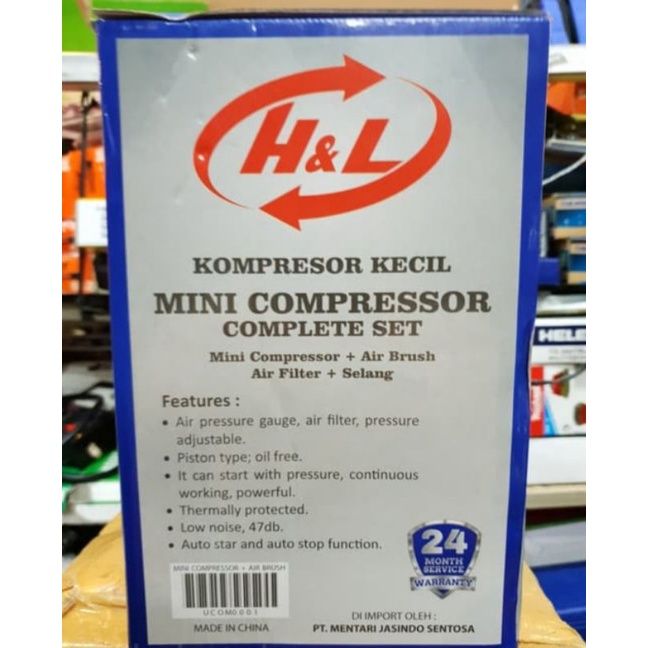 H&L
KOMPRESOR KECIL
MINI COMPRESSOR
COMPLETE SET
Mini Compressor + Air Brush
Air Filter + Selang
Features :
• Air pressure gauge, air filter, pressure
adjustable.
• Piston type; oil free.
• It can start with pressure, continuous
working, powerful.
• Thermally protected.
• Low noise, 47db.
• Auto star and auto stop function.
24
MONTH
SERVICE
WARRANTY
MINI COMPRESSOR + AIR BRUSH
UCOM0001
MADE IN CHINA
DI IMPORT OLEH :
PT. MENTARI JASINDO SENTOSA